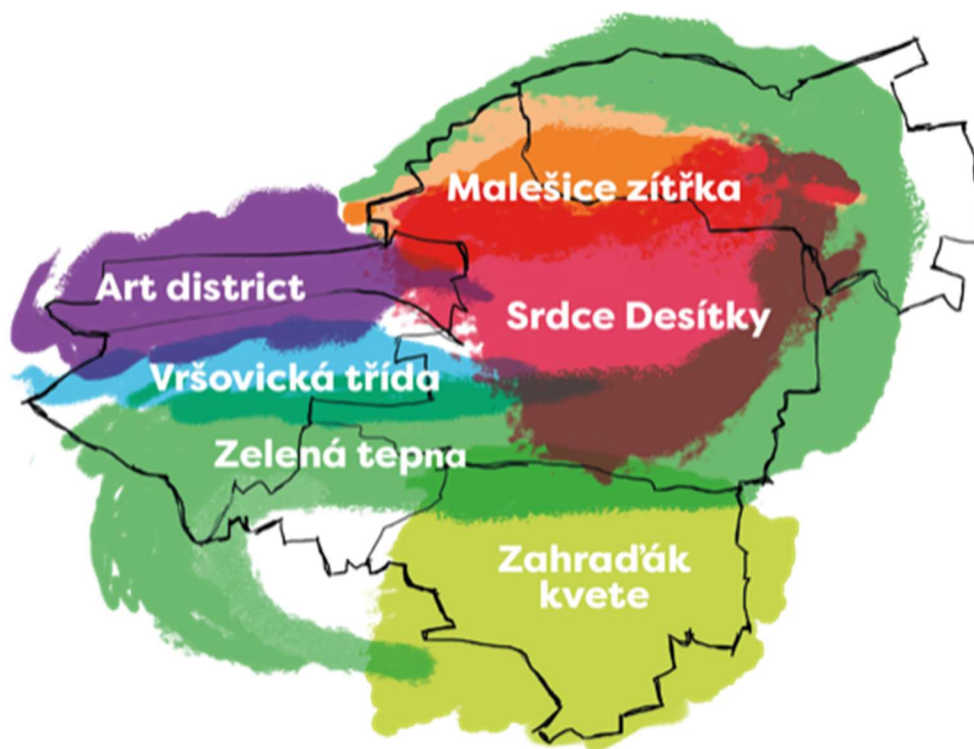 Malešice zítřka
Art district
Srdce Desítky
Vršovická třída
Zelená tepna
Zahraďák
kvete